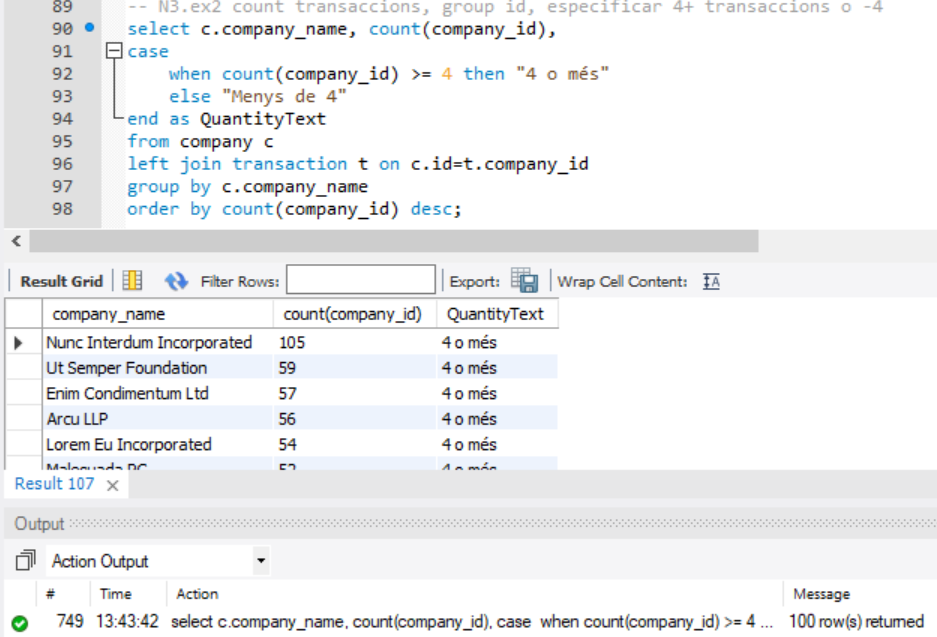 89 -- N3.ex2 count transaccions, group id, especificar 4+ transaccions o -4
90 select c.company_name, count(company_id),
91 case
92 when count(company_id) >= 4 then "4 o més"
93 else "Menys de 4"
94 end as QuantityText
95 from company c
96 left join transaction t on c.id=t.company_id
97 group by c.company_name
98 order by count(company_id) desc;
Result Grid Filter Rows: Export: Wrap Cell Content:
company_name count(company_id) QuantityText
Nunc Interdum Incorporated 105 4 o més
Ut Semper Foundation 59 4 o més
Enim Condimentum Ltd 57 4 o més
Arcu LLP 56 4 o més
Lorem Eu Incorporated 54 4 o més
Malesuada PC 52 4 o més
Result 107
Output
Action Output
# Time Action Message
749 13:43:42 select c.company_name, count(company_id), case when count(company_id) >= 4 ... 100 row(s) returned